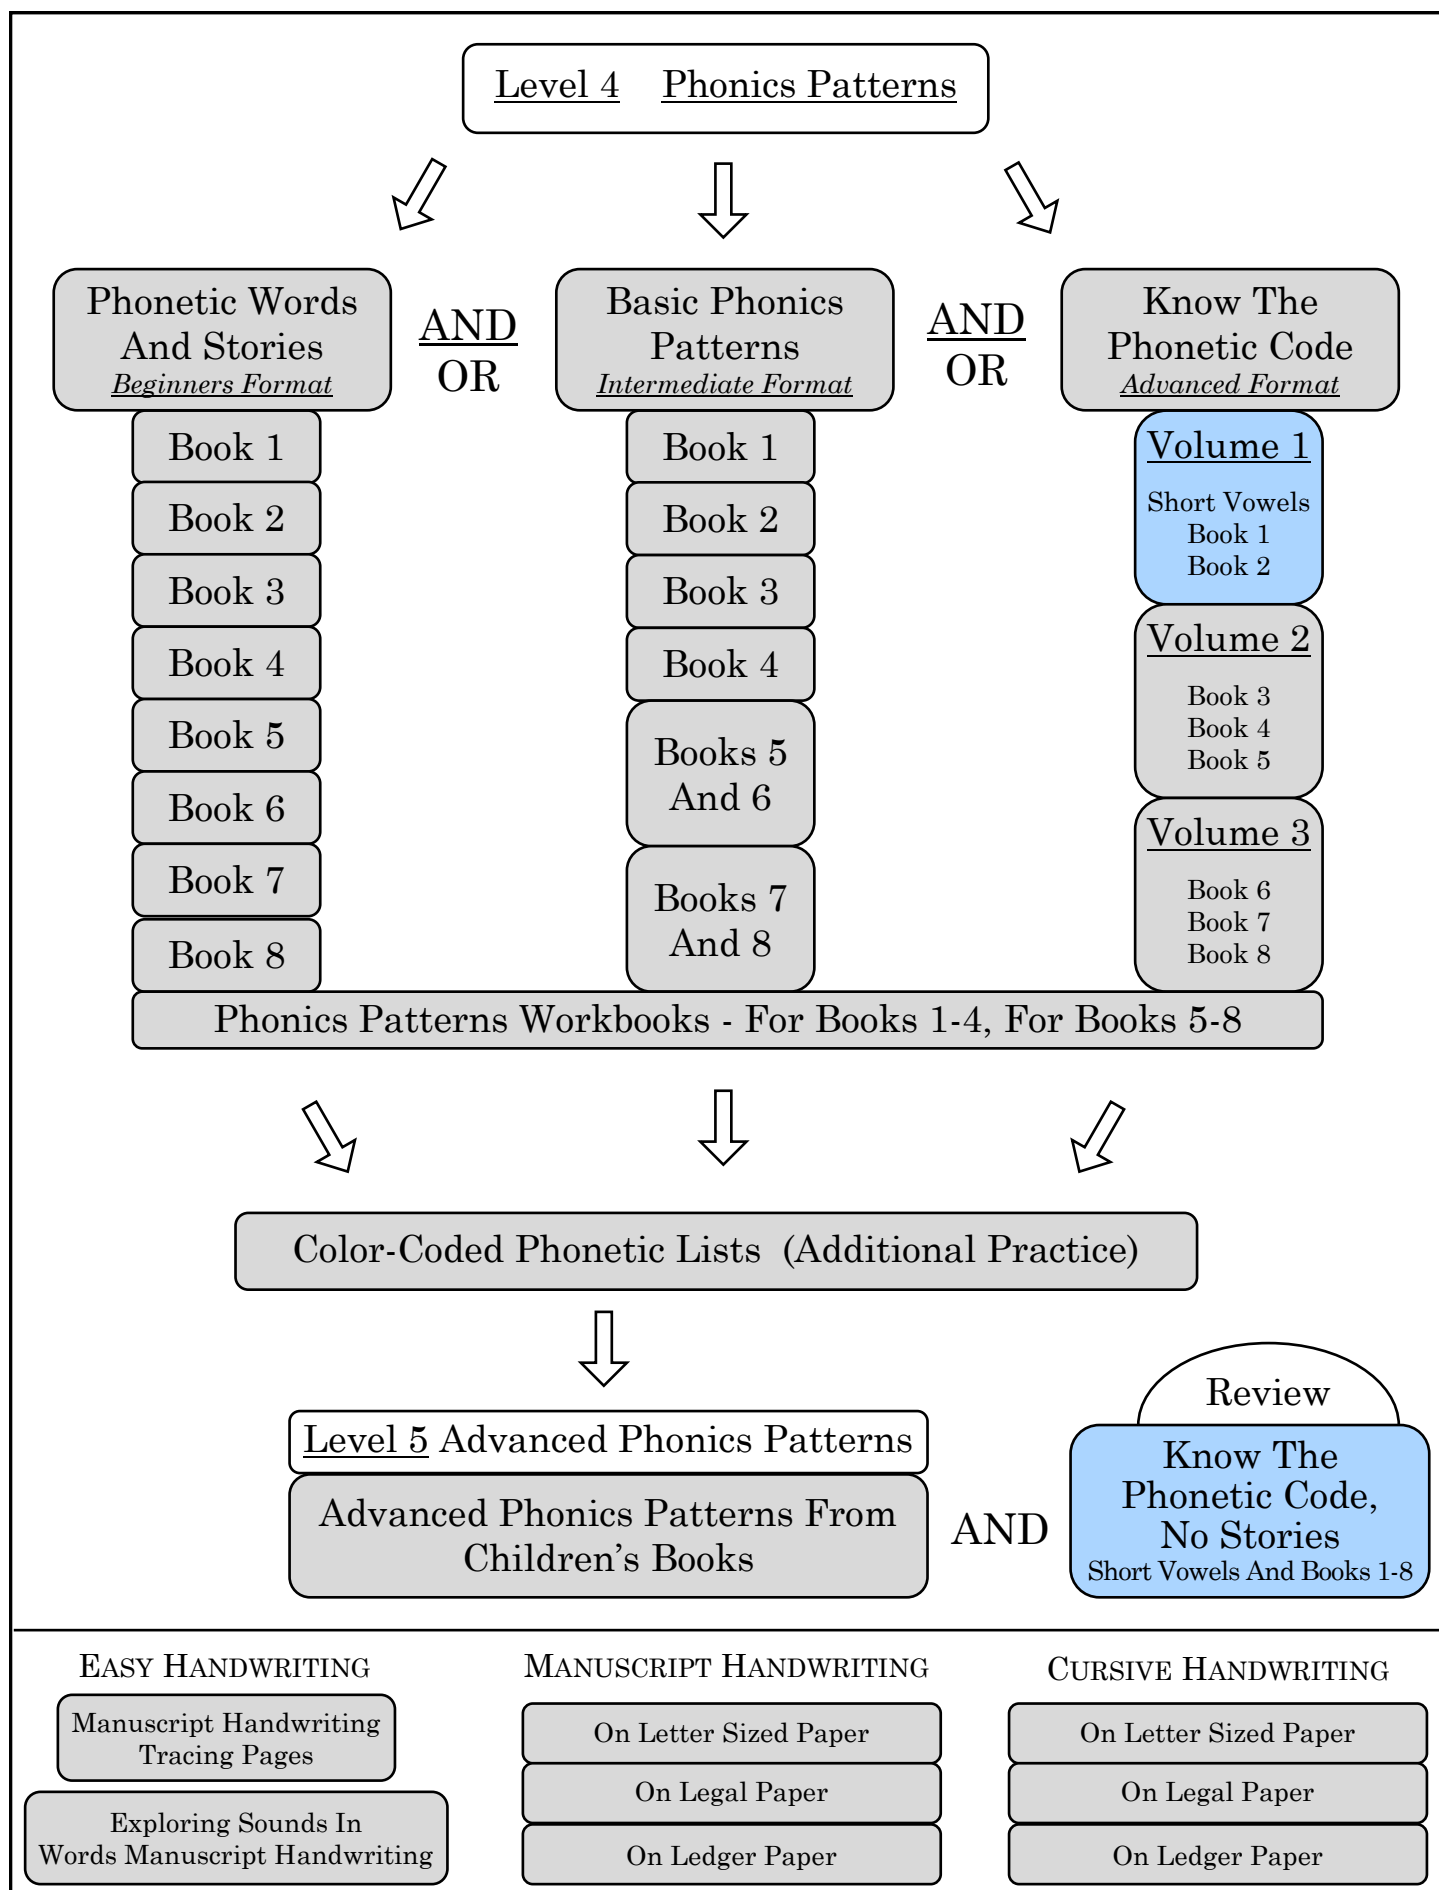 Level 4 Phonics Patterns
Phonetic Words
And Stories
Beginners Format
AND
OR
Basic Phonics
Patterns
Intermediate Format
AND
OR
Know The
Phonetic Code
Advanced Format
Book 1
Book 2
Book 3
Book 4
Book 5
Book 6
Book 7
Book 8
Book 1
Book 2
Book 3
Book 4
Books 5
And 6
Books 7
And 8
Volume 1
Short Vowels
Book 1
Book 2
Volume 2
Book 3
Book 4
Book 5
Volume 3
Book 6
Book 7
Book 8
Phonics Patterns Workbooks - For Books 1-4, For Books 5-8
Color-Coded Phonetic Lists (Additional Practice)
Level 5 Advanced Phonics Patterns
Advanced Phonics Patterns From
Children's Books
AND
Review
Know The
Phonetic Code,
No Stories
Short Vowels And Books 1-8
EASY HANDWRITING
Manuscript Handwriting
Tracing Pages
Exploring Sounds In
Words Manuscript Handwriting
MANUSCRIPT HANDWRITING
On Letter Sized Paper
On Legal Paper
On Ledger Paper
CURSIVE HANDWRITING
On Letter Sized Paper
On Legal Paper
On Ledger Paper